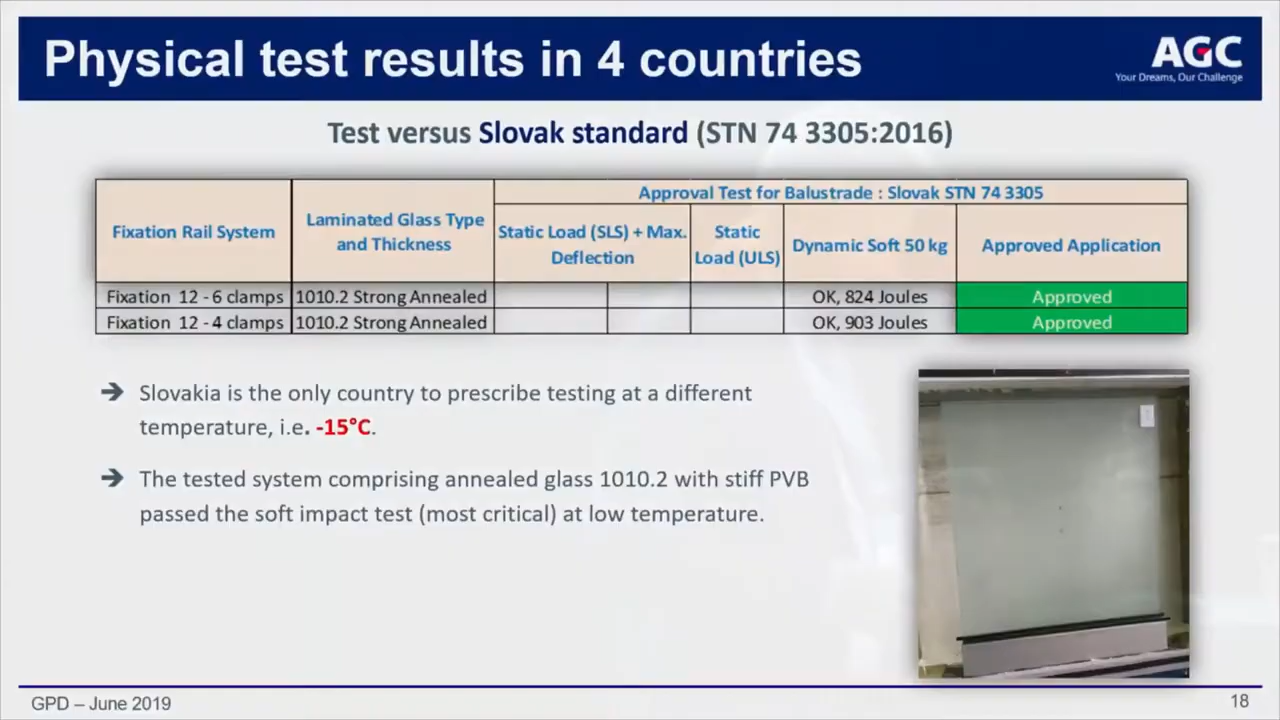 Physical test results in 4 countries
AGC
Your Dreams, Our Challenge
Test versus Slovak standard (STN 74 3305:2016)
Approval Test for Balustrade : Slovak STN 74 3305
Fixation Rail System
Laminated Glass Type
and Thickness
Static Load (SLS) + Max.
Deflection
Static
Load (ULS)
Dynamic Soft 50 kg
Approved Application
Fixation 12 - 6 clamps 1010.2 Strong Annealed OK, 824 Joules Approved
Fixation 12 - 4 clamps 1010.2 Strong Annealed OK, 903 Joules Approved
➔ Slovakia is the only country to prescribe testing at a different
temperature, i.e. -15°C.
➔ The tested system comprising annealed glass 1010.2 with stiff PVB
passed the soft impact test (most critical) at low temperature.
GPD – June 2019
18